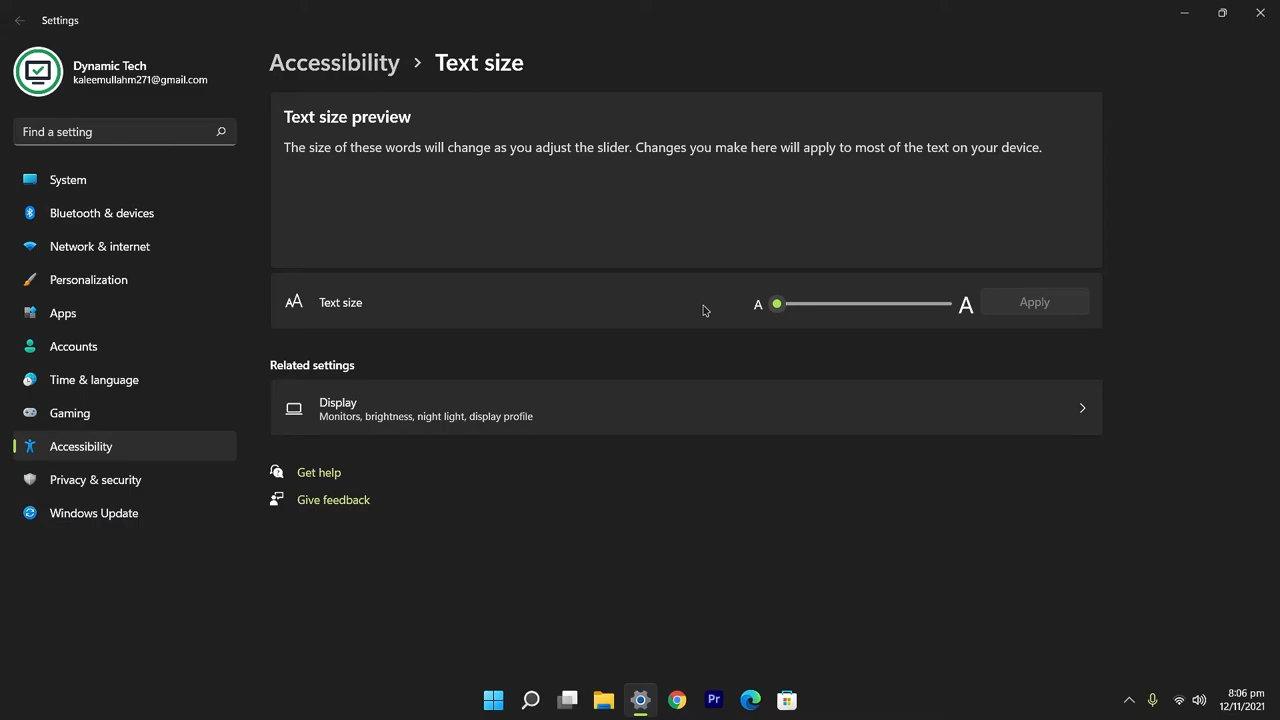 Settings
Dynamic Tech
kaleemullahm271@gmail.com
Find a setting
System
Bluetooth & devices
Network & internet
Personalization
Apps
Accounts
Time & language
Gaming
Accessibility
Privacy & security
Windows Update
Accessibility > Text size
Text size preview
The size of these words will change as you adjust the slider. Changes you make here will apply to most of the text on your device.
Text size
A A
Apply
Related settings
Display
Monitors, brightness, night light, display profile
Get help
Give feedback
Pr
8:06 pm
12/11/2021